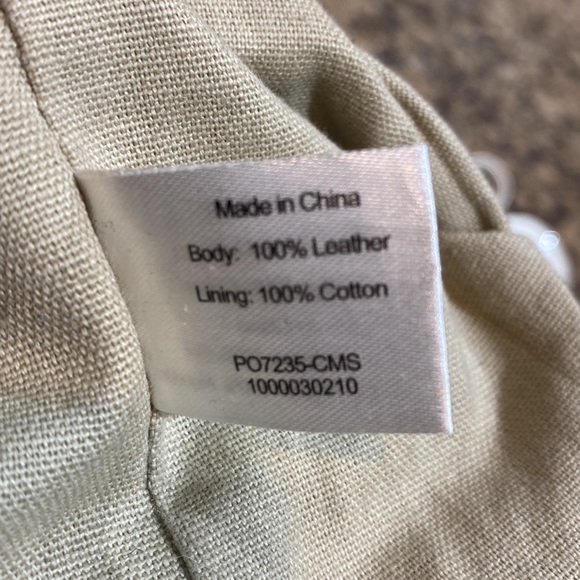 Made in China
Body: 100% Leather
Lining: 100% Cotton
PO7235-CMS
1000030210